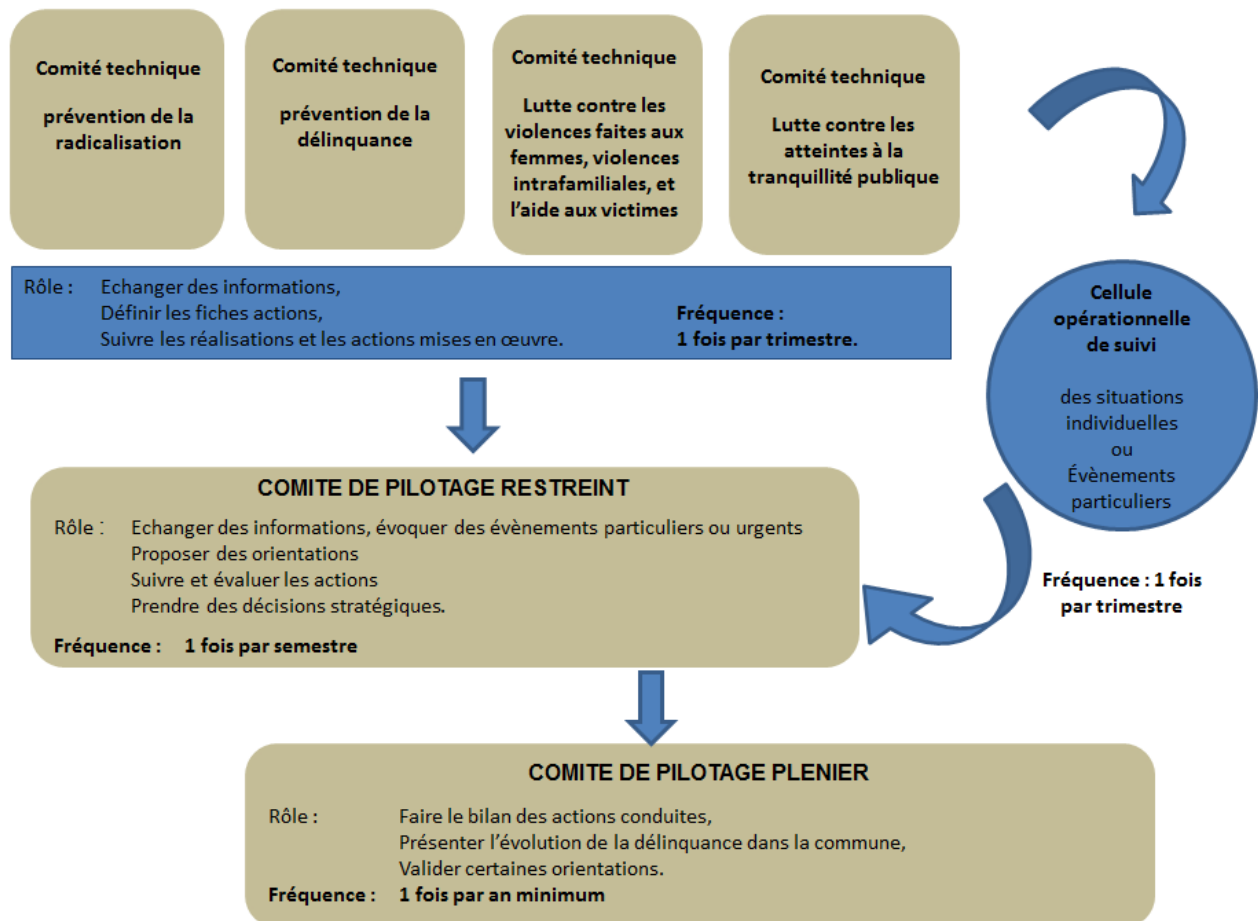 Comité technique
prévention de la
radicalisation
Comité technique
prévention de la
délinquance
Comité technique
Lutte contre les
violences faites aux
femmes, violences
intrafamiliales, et
l’aide aux victimes
Comité technique
Lutte contre les
atteintes à la
tranquillité publique
Rôle : Echanger des informations,
Définir les fiches actions,
Suivre les réalisations et les actions mises en œuvre.
Fréquence :
1 fois par trimestre.
Cellule
opérationnelle
de suivi
des situations
individuelles
ou
Évènements
particuliers
Fréquence : 1 fois
par trimestre
COMITE DE PILOTAGE RESTREINT
Rôle : Echanger des informations, évoquer des évènements particuliers ou urgents
Proposer des orientations
Suivre et évaluer les actions
Prendre des décisions stratégiques.
Fréquence : 1 fois par semestre
COMITE DE PILOTAGE PLENIER
Rôle : Faire le bilan des actions conduites,
Présenter l’évolution de la délinquance dans la commune,
Valider certaines orientations.
Fréquence : 1 fois par an minimum